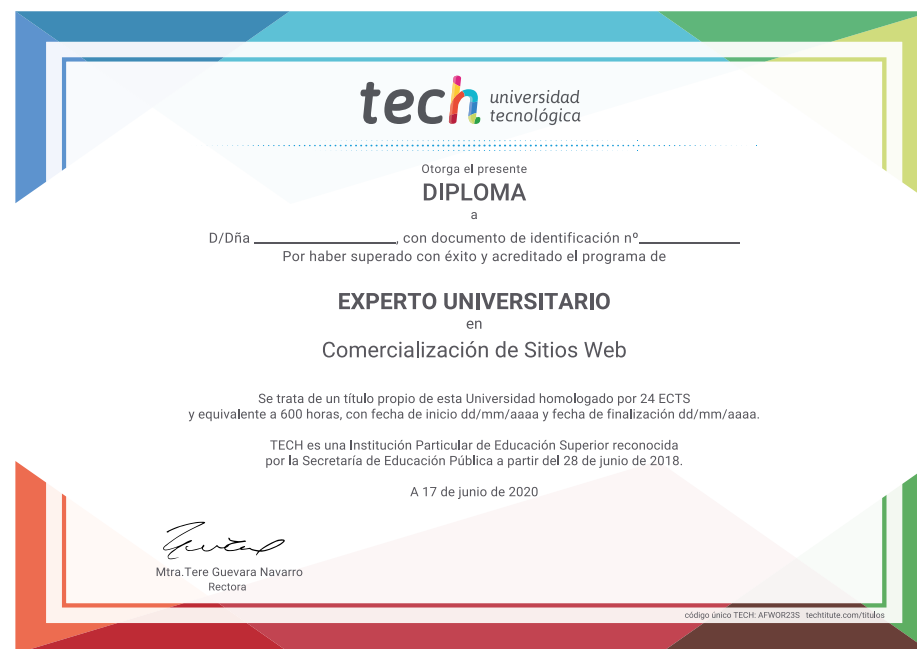 tech universidad
tecnológica
Otorga el presente
DIPLOMA
a
D/Dña ____________________, con documento de identificación nº______________
Por haber superado con éxito y acreditado el programa de
EXPERTO UNIVERSITARIO
en
Comercialización de Sitios Web
Se trata de un título propio de esta Universidad homologado por 24 ECTS
y equivalente a 600 horas, con fecha de inicio dd/mm/aaaa y fecha de finalización dd/mm/aaaa.
TECH es una Institución Particular de Educación Superior reconocida
por la Secretaría de Educación Pública a partir del 28 de junio de 2018.
A 17 de junio de 2020
Mtra.Tere Guevara Navarro
Rectora
código único TECH: AFWOR23S techtitute.com/titulos